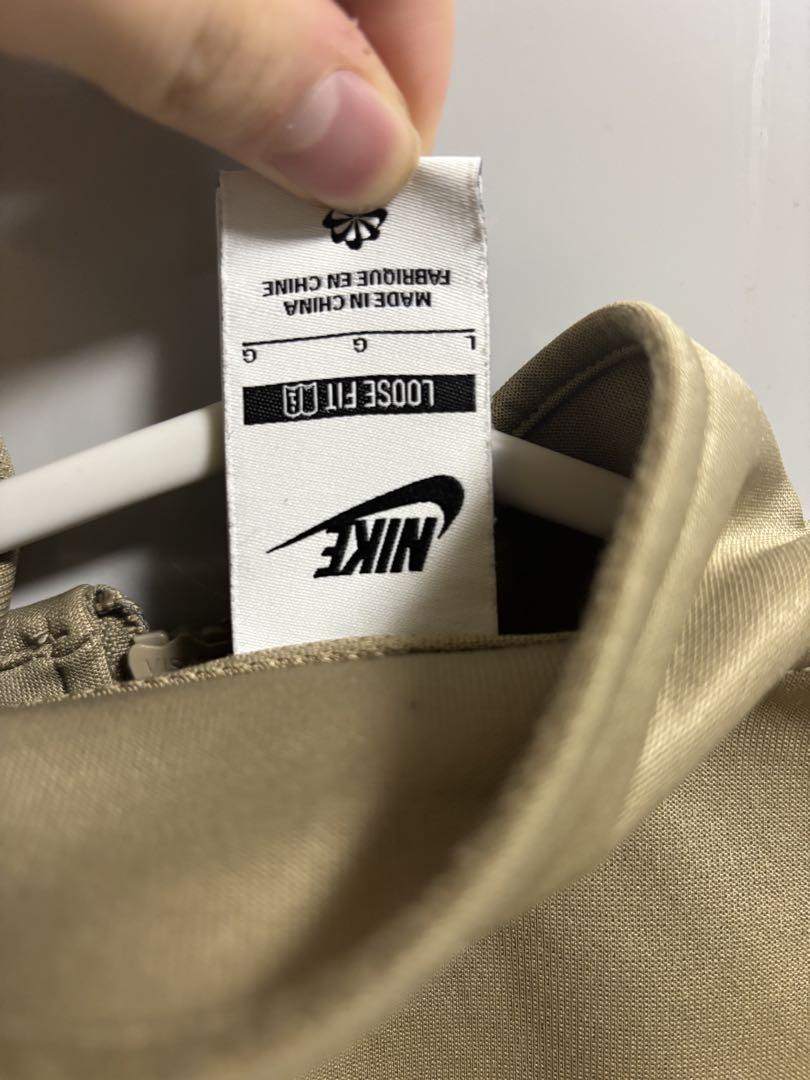 NIKE
LOOSE FIT
L G G
MADE IN CHINA
FABRIQUE EN CHINE